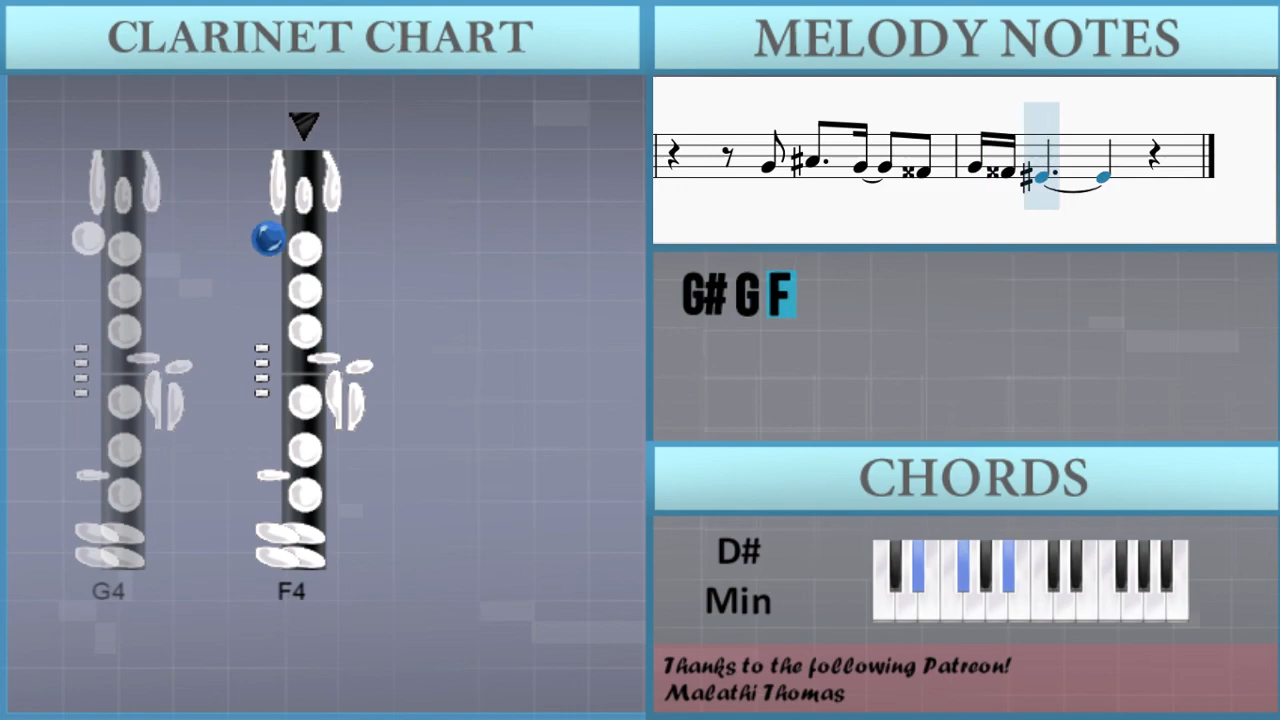 CLARINET CHART
G4
F4
MELODY NOTES
G# G F
CHORDS
D#
Min
Thanks to the following Patreon!
Malathi Thomas